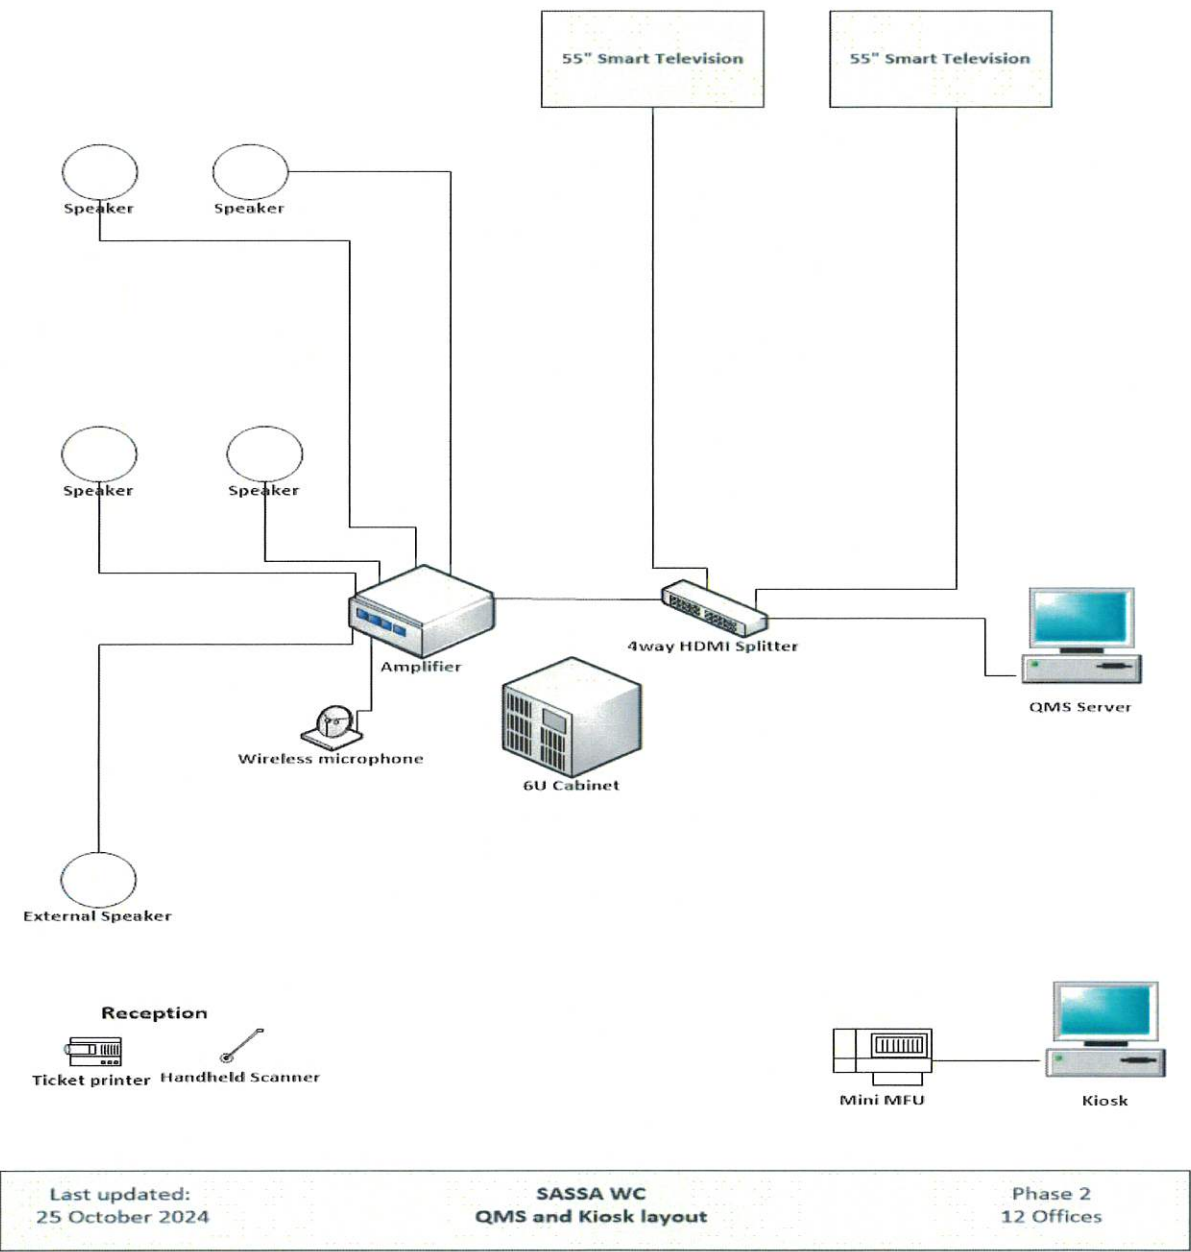 55" Smart Television
55" Smart Television
Speaker
Speaker
Speaker
Speaker
Amplifier
4way HDMI Splitter
QMS Server
Wireless microphone
6U Cabinet
External Speaker
Reception
Ticket printer
Handheld Scanner
Mini MFU
Kiosk
Last updated:
25 October 2024
SASSA WC
QMS and Kiosk layout
Phase 2
12 Offices